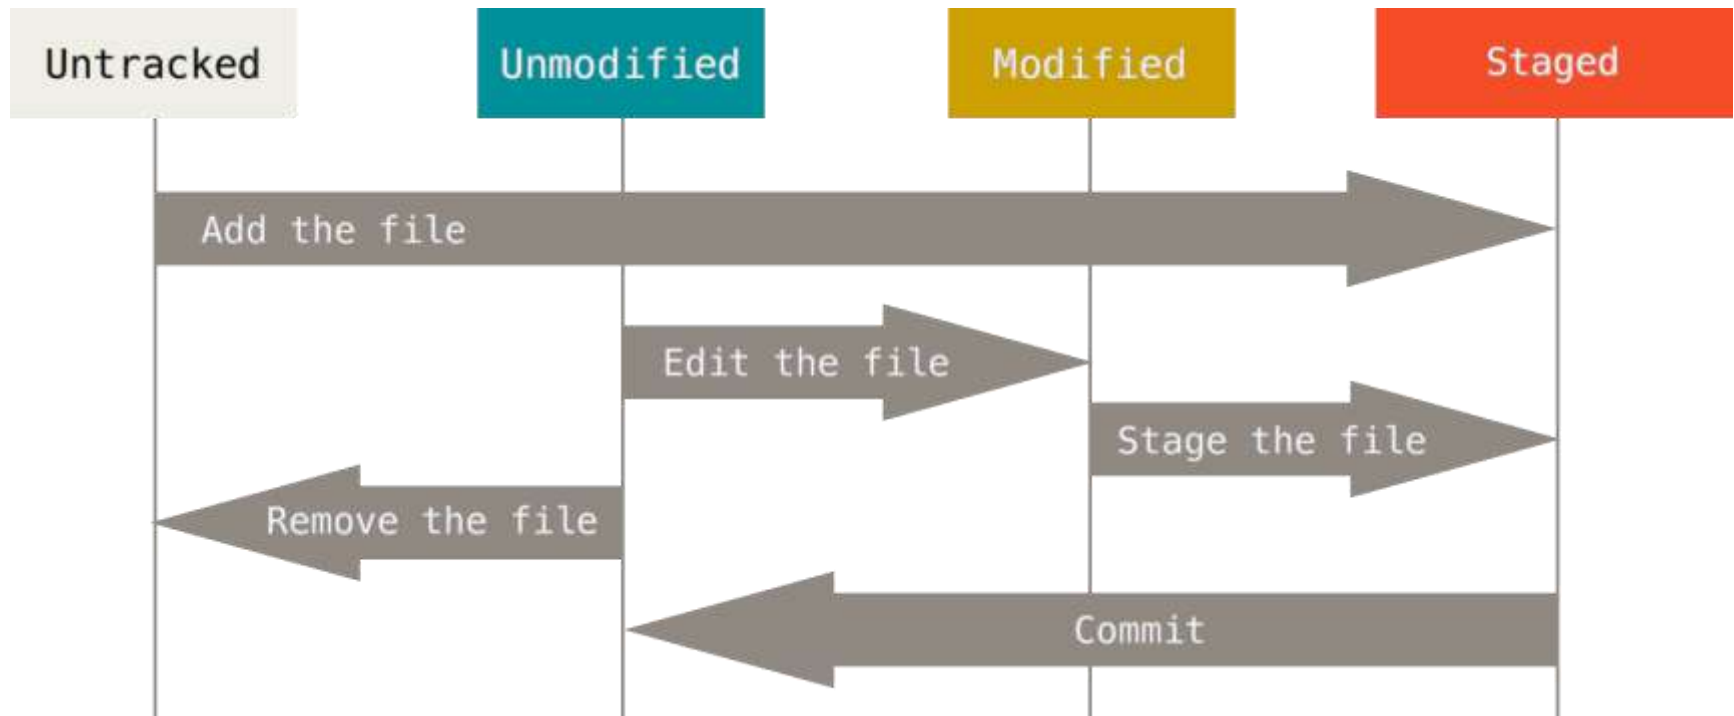 Untracked
Unmodified
Modified
Staged
Add the file
Edit the file
Stage the file
Remove the file
Commit